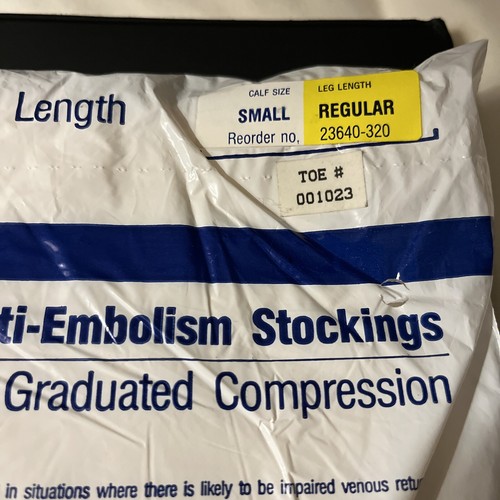 Length
CALF SIZE LEG LENGTH
SMALL REGULAR
Reorder no. 23640-320
TOE #
001023
ti-Embolism Stockings
Graduated Compression
in situations where there is likely to be impaired venous retu